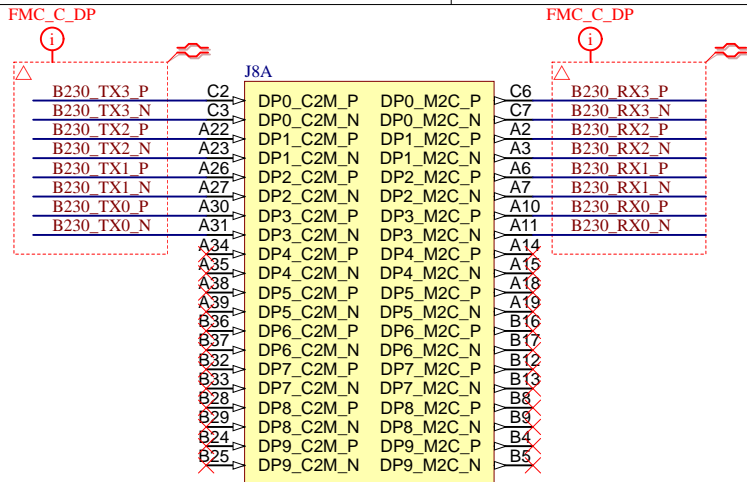 FMC_C_DP FMC_C_DP
i i
J8A
B230_TX3_P C2 DP0_C2M_P DP0_M2C_P C6 B230_RX3_P
B230_TX3_N C3 DP0_C2M_N DP0_M2C_N C7 B230_RX3_N
B230_TX2_P A22 DP1_C2M_P DP1_M2C_P A2 B230_RX2_P
B230_TX2_N A23 DP1_C2M_N DP1_M2C_N A3 B230_RX2_N
B230_TX1_P A26 DP2_C2M_P DP2_M2C_P A6 B230_RX1_P
B230_TX1_N A27 DP2_C2M_N DP2_M2C_N A7 B230_RX1_N
B230_TX0_P A30 DP3_C2M_P DP3_M2C_P A10 B230_RX0_P
B230_TX0_N A31 DP3_C2M_N DP3_M2C_N A11 B230_RX0_N
A34 DP4_C2M_P DP4_M2C_P A14
A35 DP4_C2M_N DP4_M2C_N A15
A38 DP5_C2M_P DP5_M2C_P A18
A39 DP5_C2M_N DP5_M2C_N A19
B36 DP6_C2M_P DP6_M2C_P B16
B37 DP6_C2M_N DP6_M2C_N B17
B32 DP7_C2M_P DP7_M2C_P B12
B33 DP7_C2M_N DP7_M2C_N B13
B28 DP8_C2M_P DP8_M2C_P B8
B29 DP8_C2M_N DP8_M2C_N B9
B24 DP9_C2M_P DP9_M2C_P B4
B25 DP9_C2M_N DP9_M2C_N B5